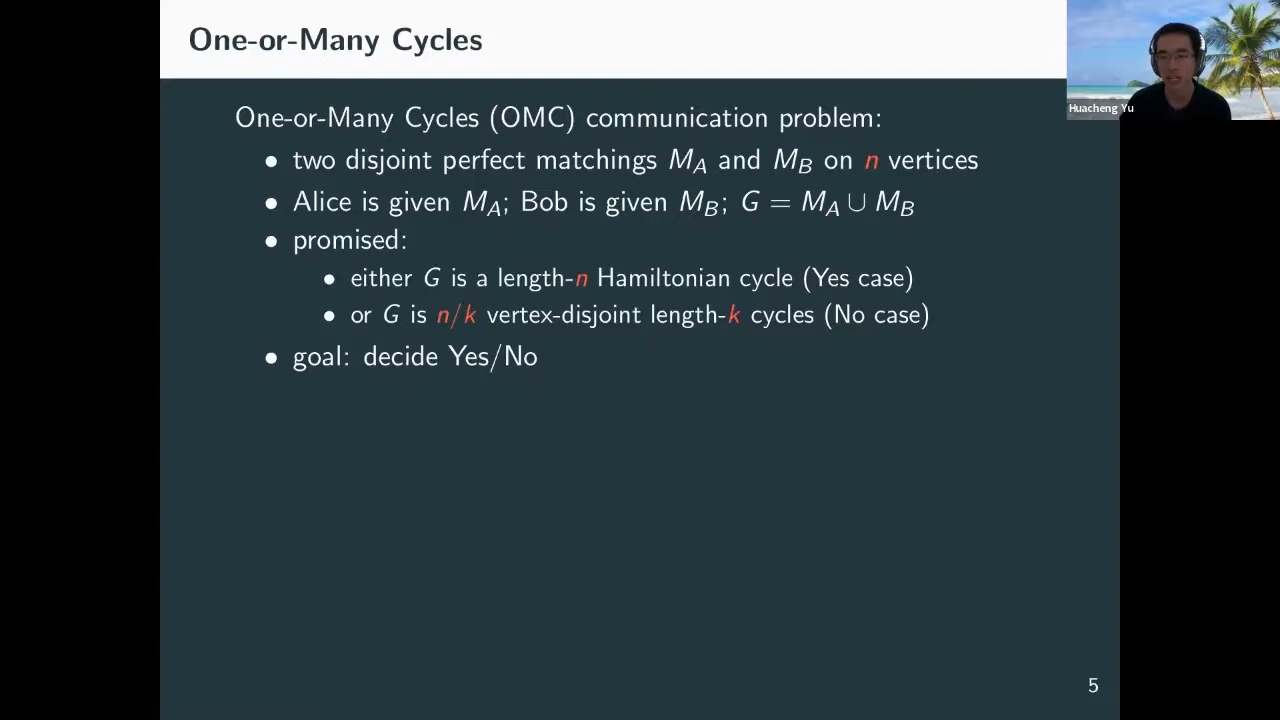 One-or-Many Cycles
Huacheng Yu
One-or-Many Cycles (OMC) communication problem:
• two disjoint perfect matchings M_A and M_B on n vertices
• Alice is given M_A; Bob is given M_B; G = M_A ∪ M_B
• promised:
• either G is a length-n Hamiltonian cycle (Yes case)
• or G is n/k vertex-disjoint length-k cycles (No case)
• goal: decide Yes/No
5